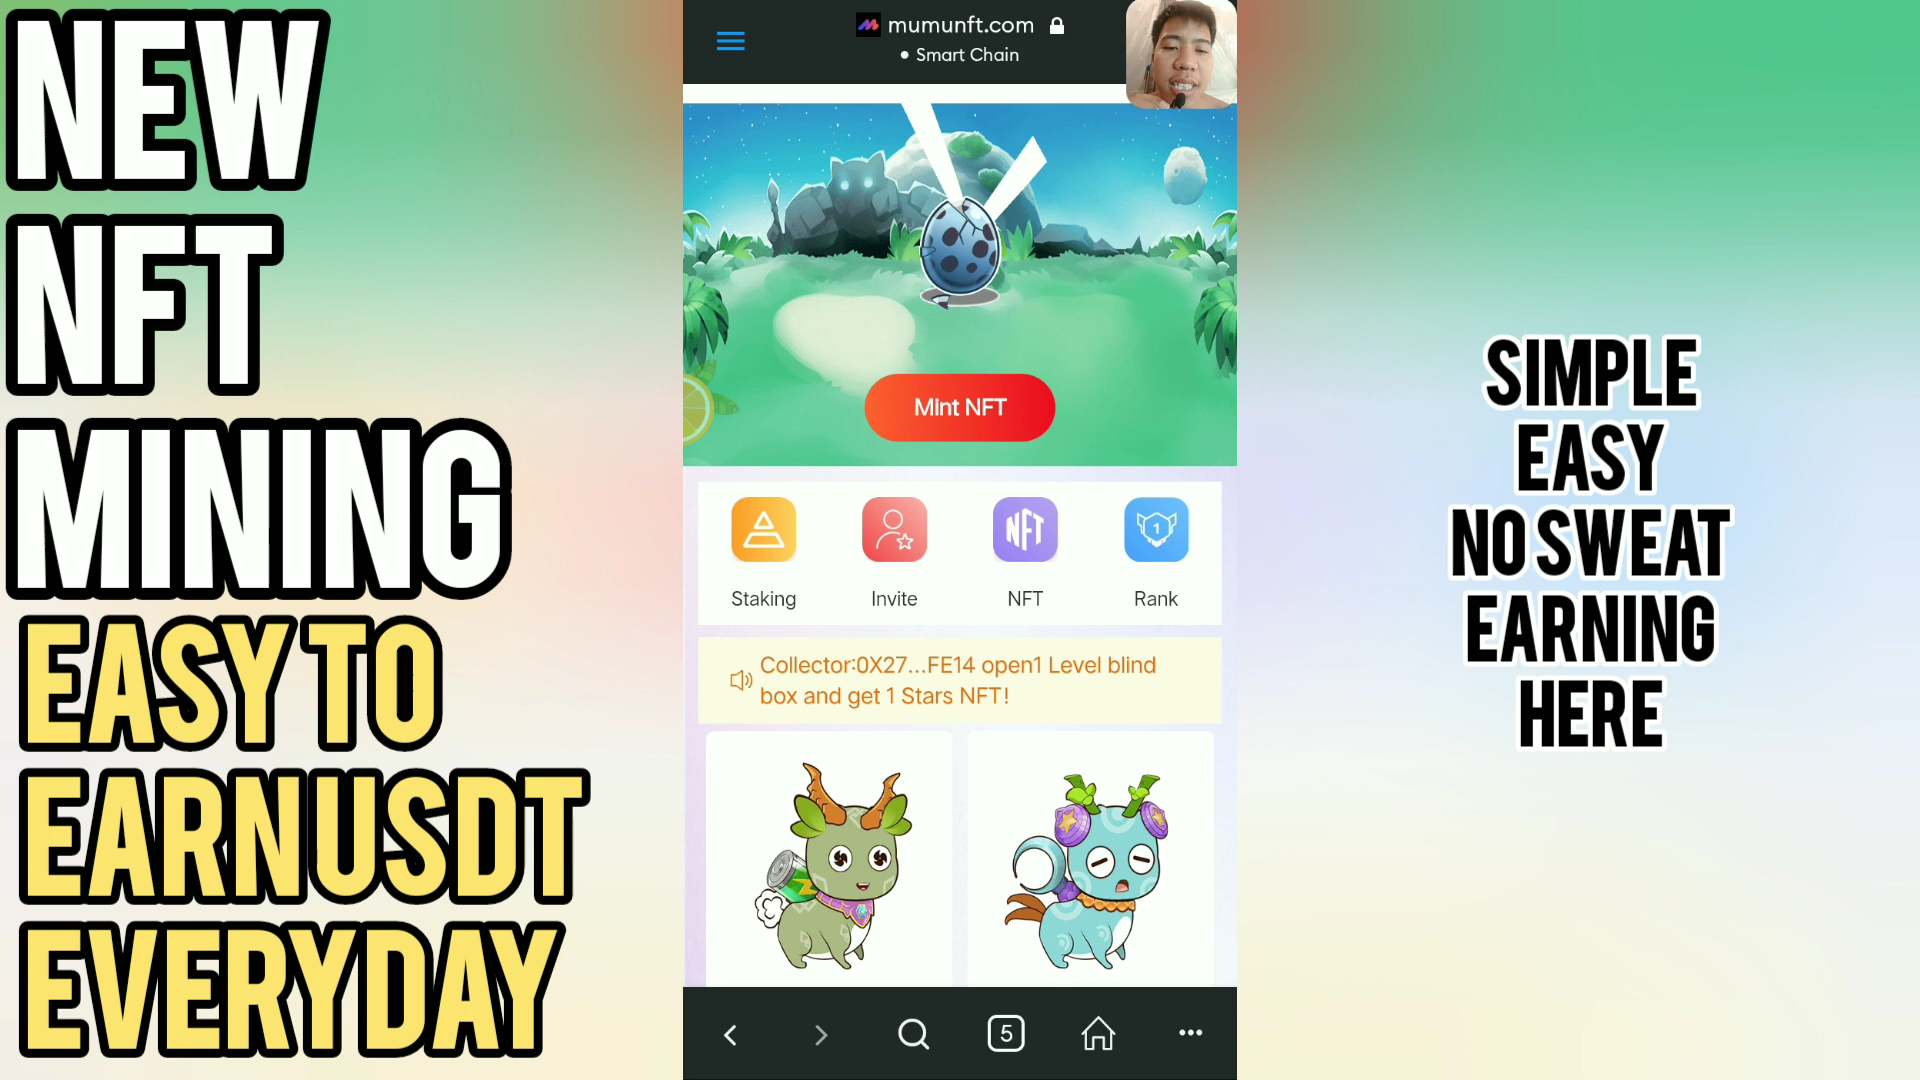 NEW
NFT
MINING
EASY TO
EARN USDT
EVERYDAY
mumunft.com
• Smart Chain
Mint NFT
Staking Invite NFT Rank
Collector:0X27...FE14 open1 Level blind
box and get 1 Stars NFT!
5
SIMPLE
EASY
NO SWEAT
EARNING
HERE